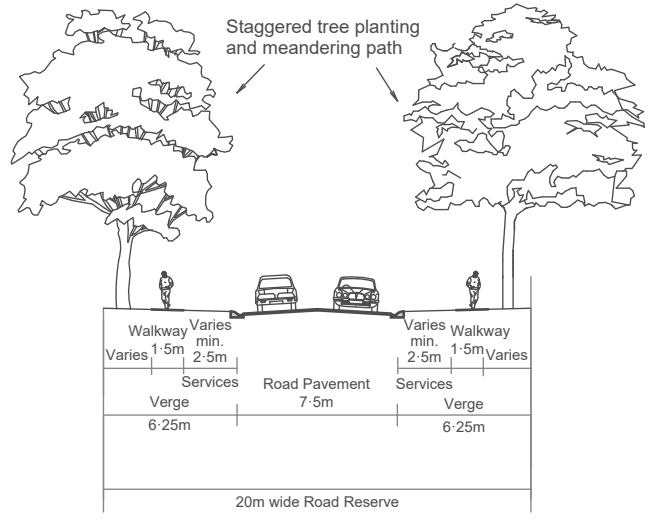 Staggered tree planting
and meandering path
Varies
Walkway
1·5m
Varies
min.
2·5m
Services
Road Pavement
7·5m
Varies
min.
2·5m
Services
Walkway
1·5m
Varies
Verge
6·25m
Verge
6·25m
20m wide Road Reserve